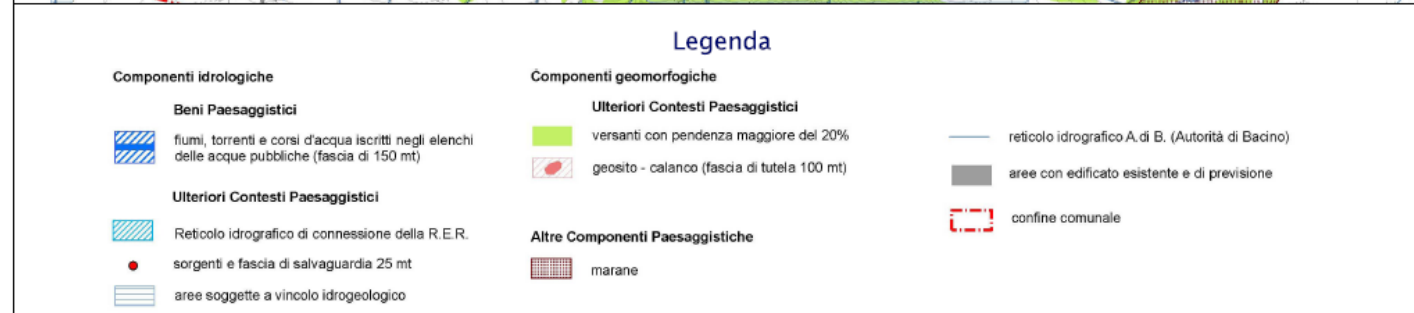 Legenda
Componenti idrologiche
Beni Paesaggistici
fiumi, torrenti e corsi d'acqua iscritti negli elenchi
delle acque pubbliche (fascia di 150 mt)
Ulteriori Contesti Paesaggistici
Reticolo idrografico di connessione della R.E.R.
sorgenti e fascia di salvaguardia 25 mt
aree soggette a vincolo idrogeologico
Componenti geomorfogiche
Ulteriori Contesti Paesaggistici
versanti con pendenza maggiore del 20%
geosito - calanco (fascia di tutela 100 mt)
Altre Componenti Paesaggistiche
marane
reticolo idrografico A.di B. (Autorità di Bacino)
aree con edificato esistente e di previsione
confine comunale